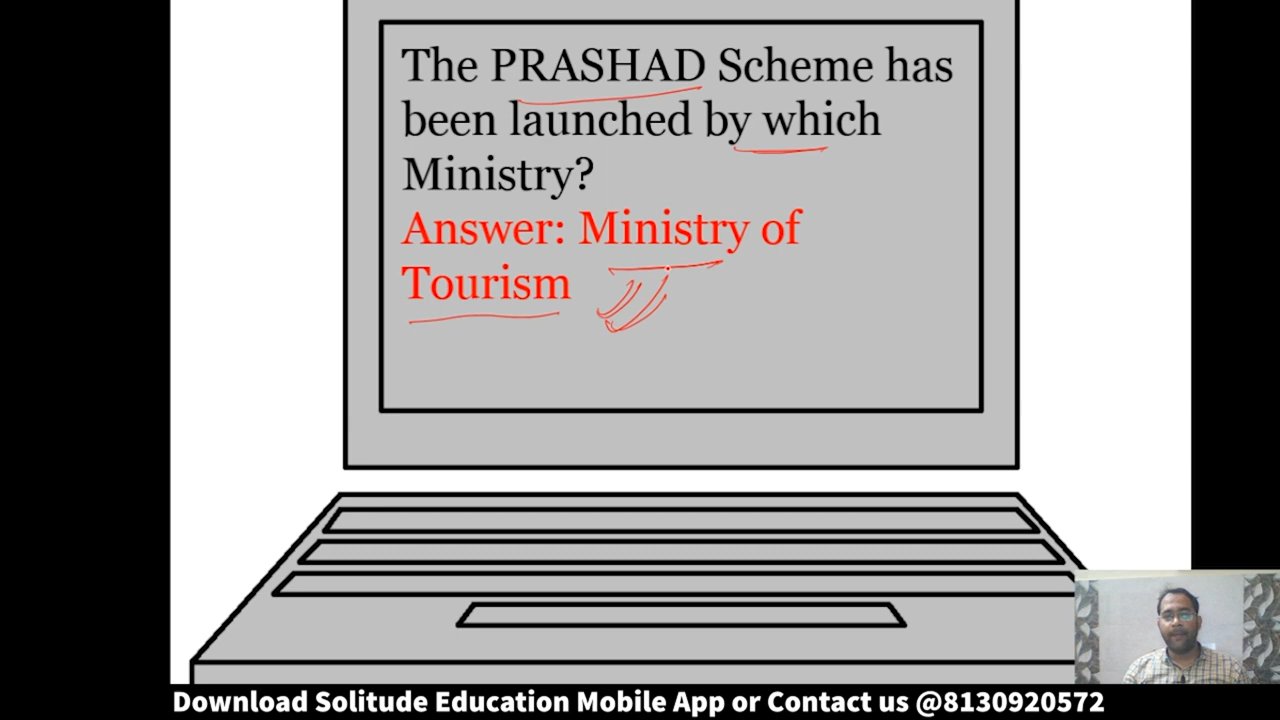 The PRASHAD Scheme has
been launched by which
Ministry?
Answer: Ministry of
Tourism
Download Solitude Education Mobile App or Contact us @8130920572